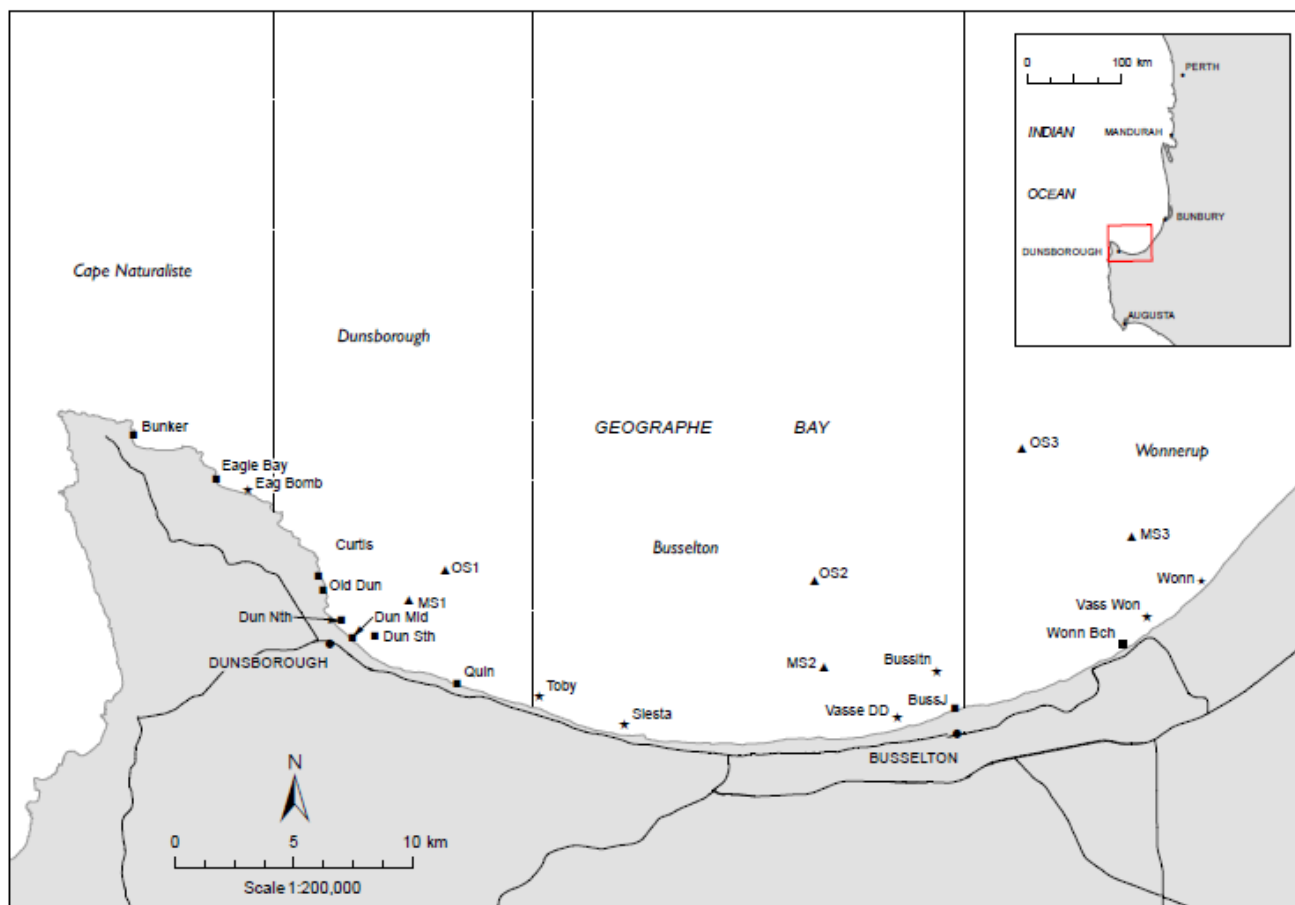 0 100 km
PERTH
INDIAN
MANDURAH
OCEAN
BUNBURY
DUNSBOROUGH
AUGUSTA
Cape Naturaliste
Dunsborough
GEOGRAPHE BAY
Bunker
OS3
Wonnerup
Eagle Bay
Eag Bomb
MS3
Curtis
Busselton
OS1
OS2
Wonn
Old Dun
MS1
Vass Won
Dun Nth
Dun Mid
Dun Sth
Wonn Bch
DUNSBOROUGH
MS2
Bussltn
Quin
Toby
BussJ
Siesta
Vasse DD
BUSSELTON
N
0 5 10 km
Scale 1:200,000